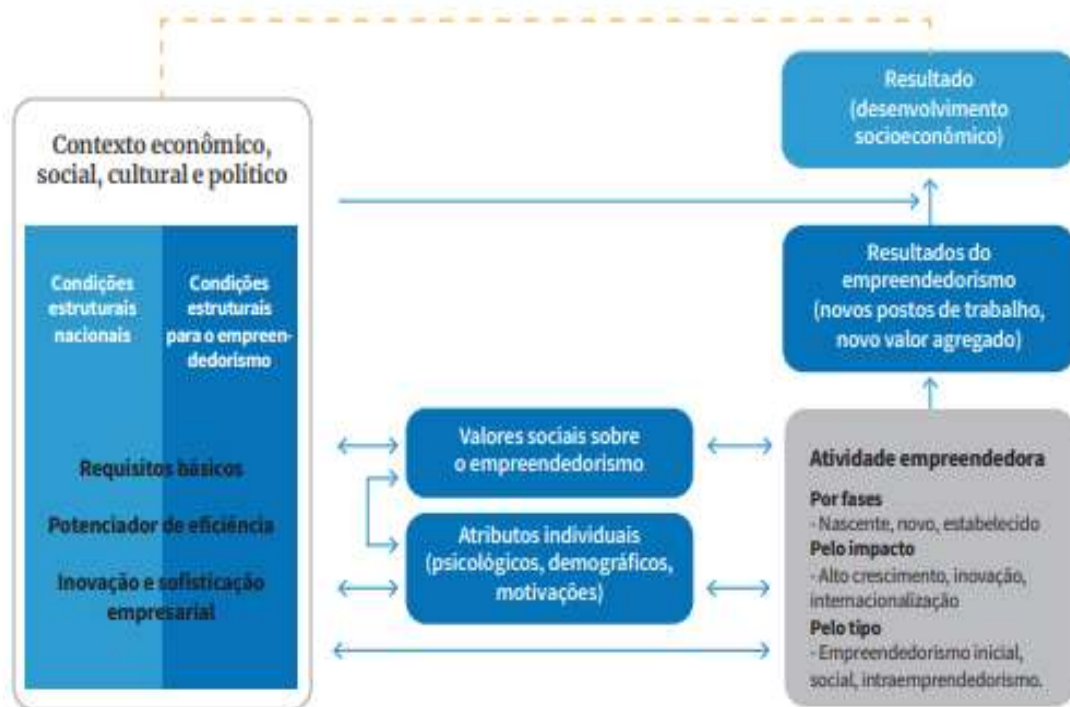 Contexto econômico,
social, cultural e político
Condições
estruturais
nacionais
Condições
estruturais
para o empreen-
dedorismo
Requisitos básicos
Potenciador de eficiência
Inovação e sofisticação
empresarial
Valores sociais sobre
o empreendedorismo
Atributos individuais
(psicológicos, demográficos,
motivações)
Resultado
(desenvolvimento
socioeconômico)
Resultados do
empreendedorismo
(novos postos de trabalho,
novo valor agregado)
Atividade empreendedora
Por fases
- Nascente, novo, estabelecido
Pelo impacto
- Alto crescimento, inovação,
internacionalização
Pelo tipo
- Empreendedorismo inicial,
social, intraemprendedorismo.